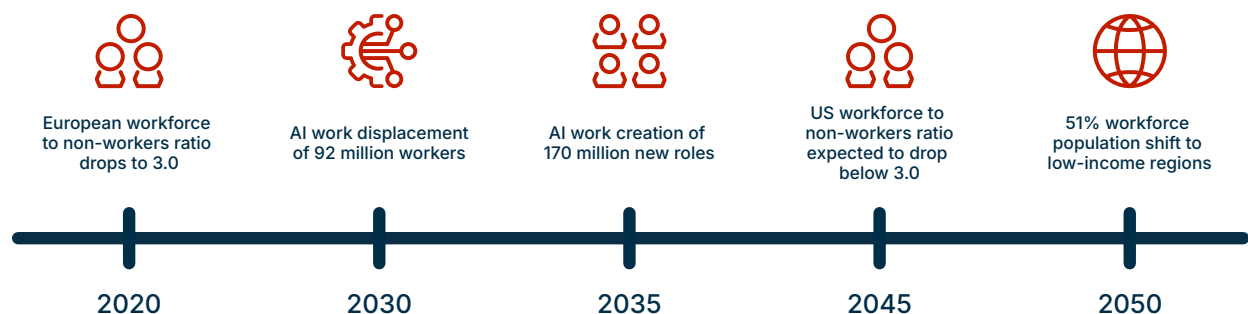 European workforce
to non-workers ratio
drops to 3.0
AI work displacement
of 92 million workers
AI work creation of
170 million new roles
US workforce to
non-workers ratio
expected to drop
below 3.0
51% workforce
population shift to
low-income regions
2020
2030
2035
2045
2050